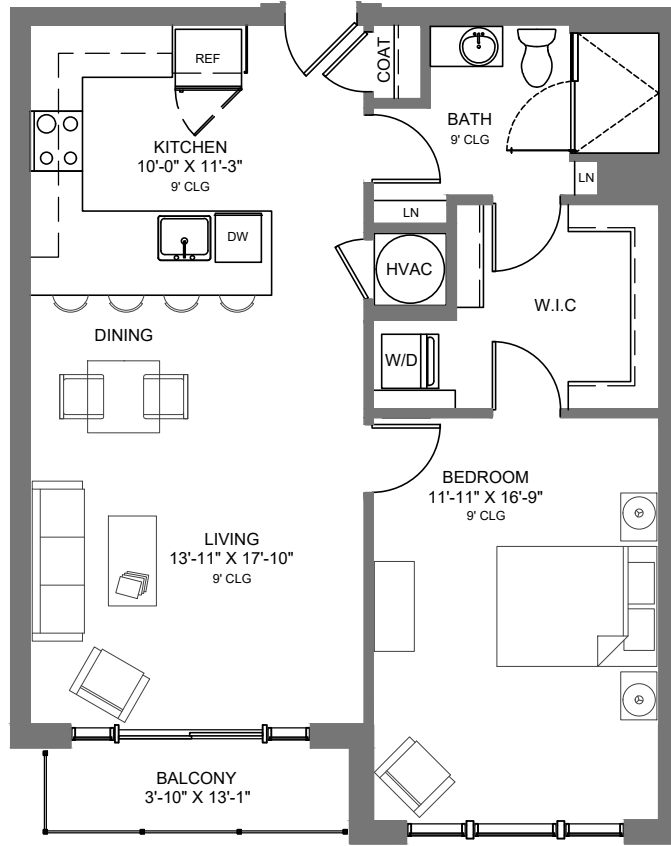 REF
COAT
KITCHEN
10'-0" X 11'-3"
9' CLG
BATH
9' CLG
LN
LN
DW
HVAC
W.I.C
DINING
W/D
BEDROOM
11'-11" X 16'-9"
9' CLG
LIVING
13'-11" X 17'-10"
9' CLG
BALCONY
3'-10" X 13'-1"